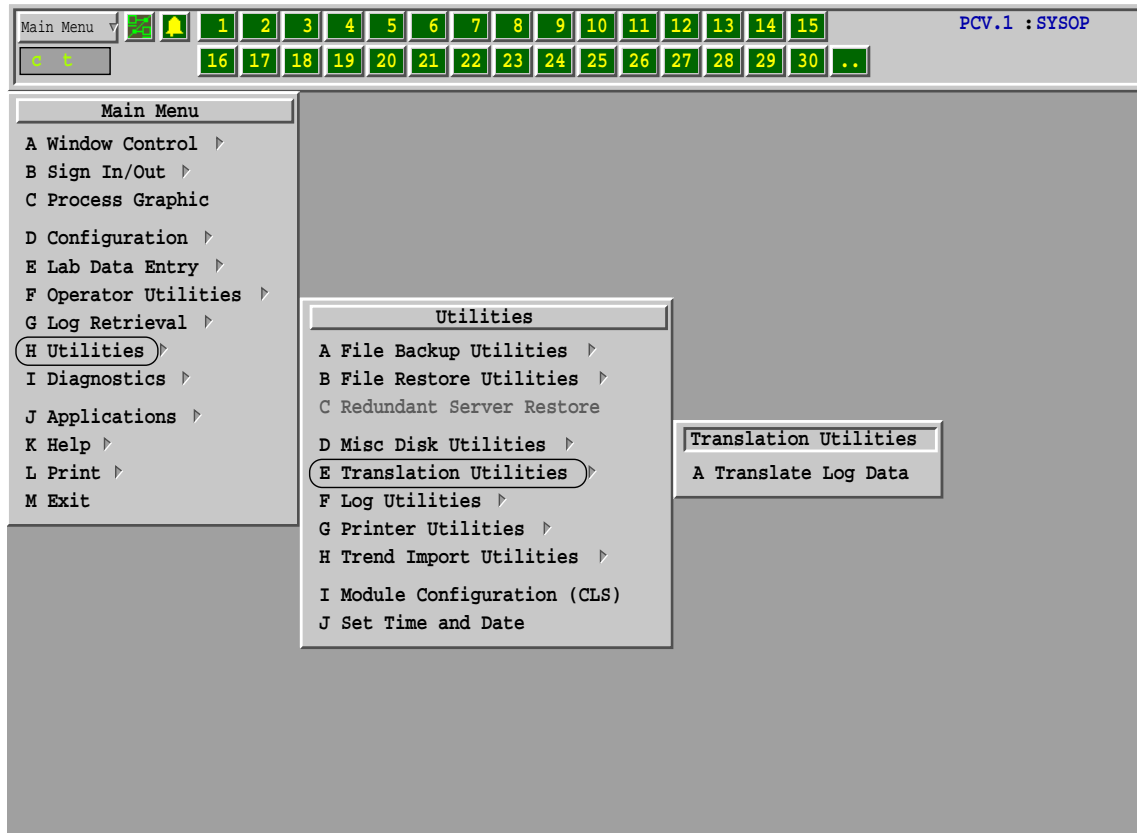 Main Menu 1 2 3 4 5 6 7 8 9 10 11 12 13 14 15 PCV.1 :SYSOP
c t 16 17 18 19 20 21 22 23 24 25 26 27 28 29 30 ..
Main Menu
A Window Control
B Sign In/Out
C Process Graphic
D Configuration
E Lab Data Entry
F Operator Utilities
G Log Retrieval
H Utilities
I Diagnostics
J Applications
K Help
L Print
M Exit
Utilities
A File Backup Utilities
B File Restore Utilities
C Redundant Server Restore
D Misc Disk Utilities
E Translation Utilities
F Log Utilities
G Printer Utilities
H Trend Import Utilities
I Module Configuration (CLS)
J Set Time and Date
Translation Utilities
A Translate Log Data